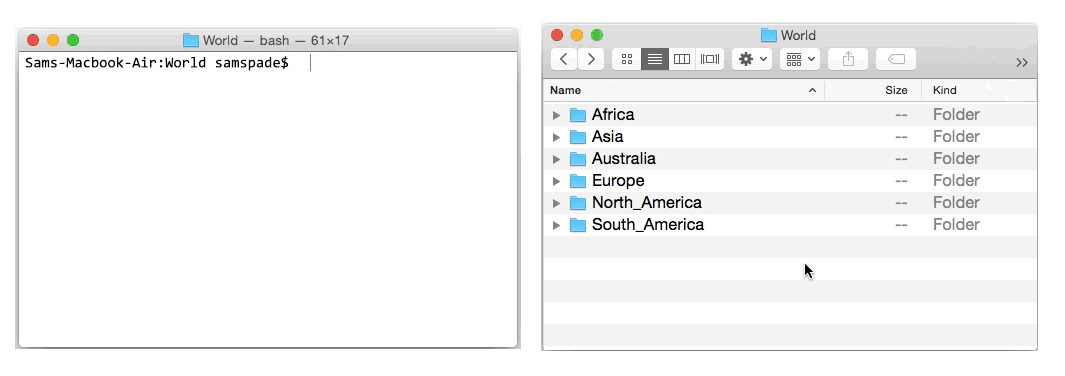 World — bash — 61×17
Sams-Macbook-Air:World samspade$
World
Name Size Kind
Africa -- Folder
Asia -- Folder
Australia -- Folder
Europe -- Folder
North_America -- Folder
South_America -- Folder